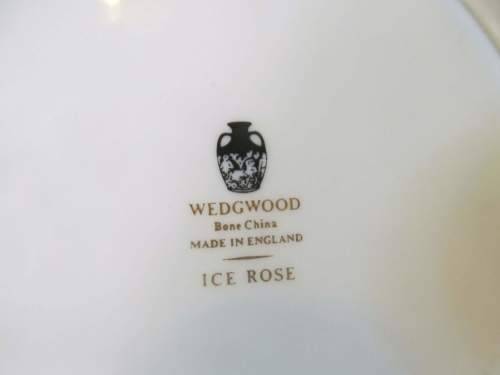 WEDGWOOD
Bone China
MADE IN ENGLAND
ICE ROSE